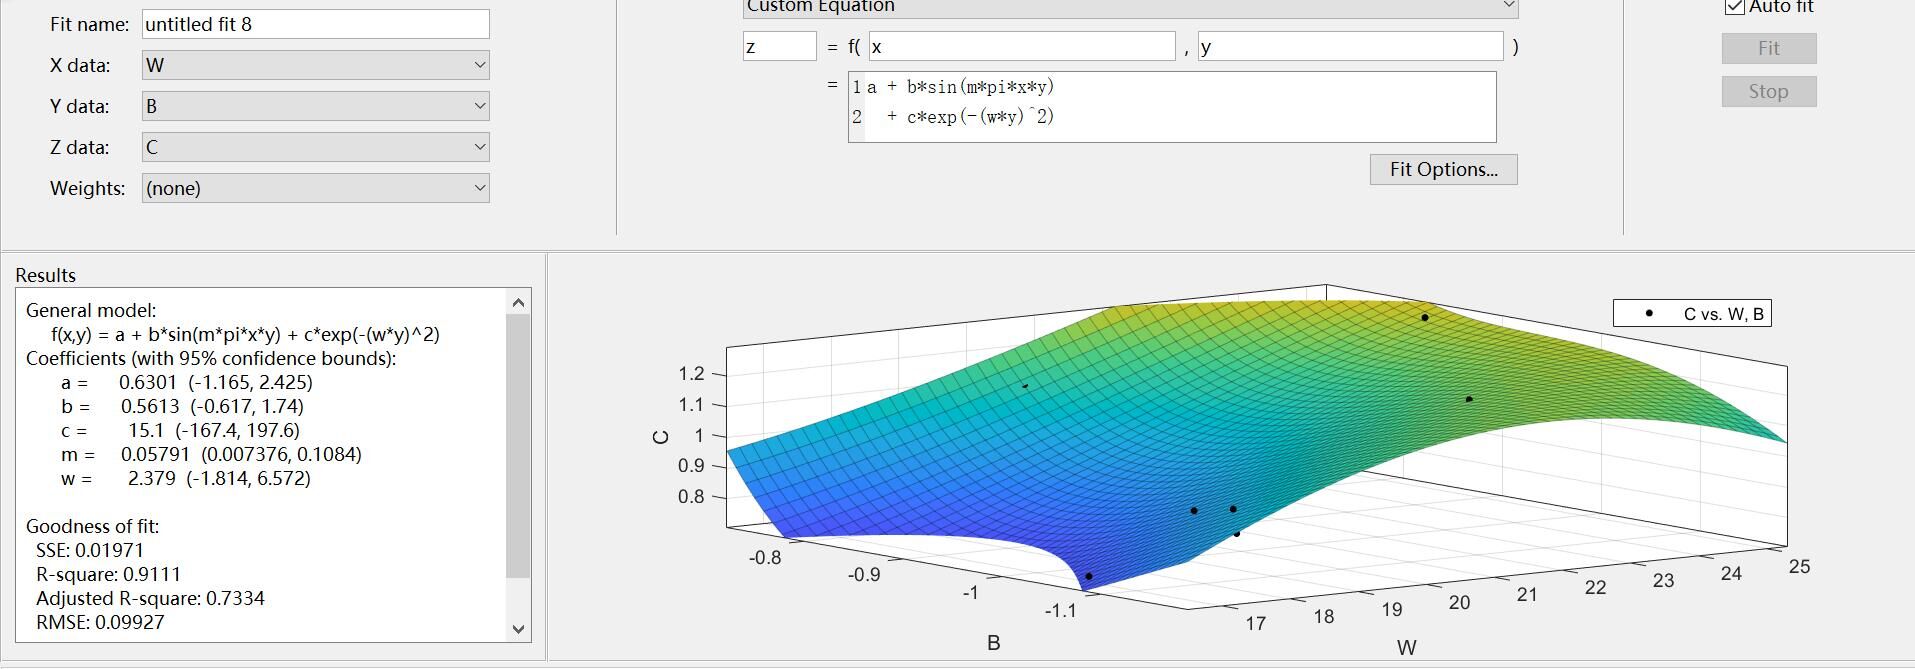 Fit name: untitled fit 8
X data: W
Y data: B
Z data: C
Weights: (none)
Custom Equation
z = f( x , y )
= 1 a + b*sin(m*pi*x*y)
2 + c*exp(-(w*y)^2)
Fit Options...
Auto fit
Fit
Stop
Results
General model:
f(x,y) = a + b*sin(m*pi*x*y) + c*exp(-(w*y)^2)
Coefficients (with 95% confidence bounds):
a = 0.6301 (-1.165, 2.425)
b = 0.5613 (-0.617, 1.74)
c = 15.1 (-167.4, 197.6)
m = 0.05791 (0.007376, 0.1084)
w = 2.379 (-1.814, 6.572)
Goodness of fit:
SSE: 0.01971
R-square: 0.9111
Adjusted R-square: 0.7334
RMSE: 0.09927
C vs. W, B
1.2
1.1
1
0.9
0.8
C
-0.8
-0.9
-1
-1.1
B
17
18
19
20
21
22
23
24
25
W